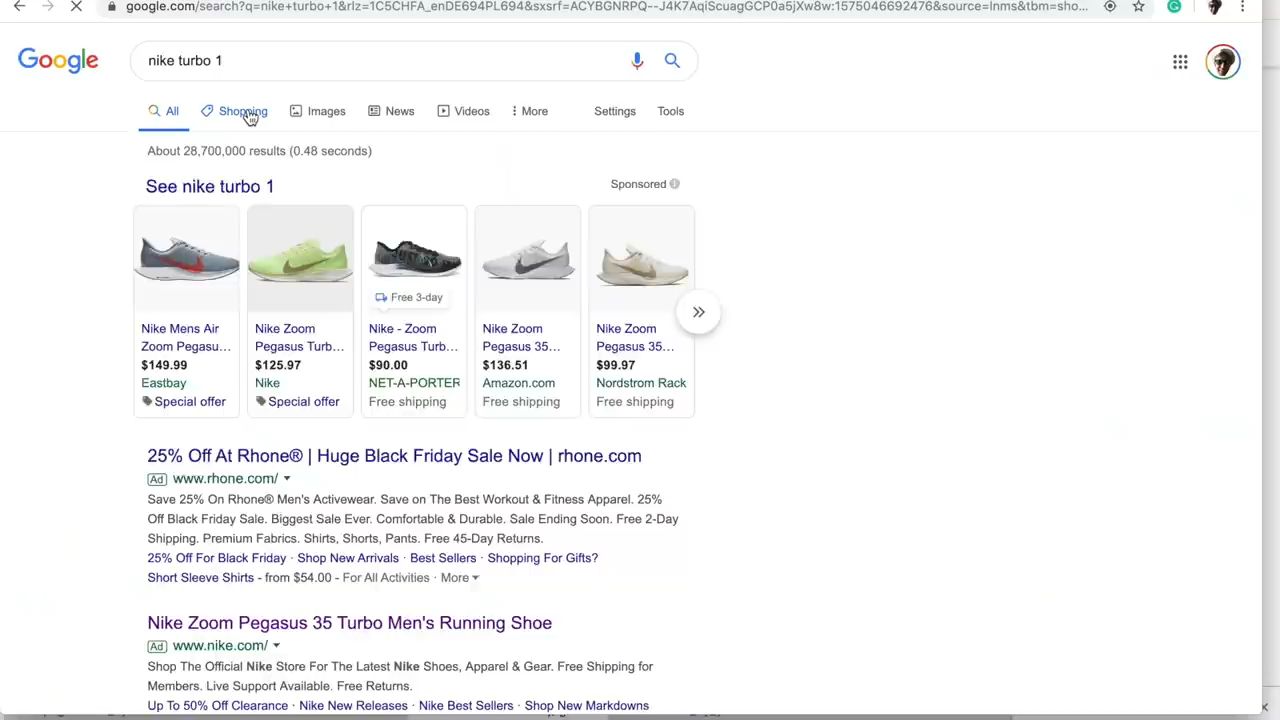 google.com/search?q=nike+turbo+1&rlz=1C5CHFA_enDE694PL694&sxsrf=ACYBGNRPQ--J4K7AqiScuagGCP0a5jXw8w:1575046692476&source=lnms&tbm=sho...
Google
nike turbo 1
All
Shopping
Images
News
Videos
More
Settings
Tools
About 28,700,000 results (0.48 seconds)
See nike turbo 1
Sponsored
Free 3-day
Nike Mens Air
Zoom Pegasu...
$149.99
Eastbay
Special offer
Nike Zoom
Pegasus Turb...
$125.97
Nike
Special offer
Nike - Zoom
Pegasus Turb...
$90.00
NET-A-PORTER
Free shipping
Nike Zoom
Pegasus 35...
$136.51
Amazon.com
Free shipping
Nike Zoom
Pegasus 35...
$99.97
Nordstrom Rack
Free shipping
25% Off At Rhone® | Huge Black Friday Sale Now | rhone.com
Ad www.rhone.com/
Save 25% On Rhone® Men's Activewear. Save on The Best Workout & Fitness Apparel. 25%
Off Black Friday Sale. Biggest Sale Ever. Comfortable & Durable. Sale Ending Soon. Free 2-Day
Shipping. Premium Fabrics. Shirts, Shorts, Pants. Free 45-Day Returns.
25% Off For Black Friday · Shop New Arrivals · Best Sellers · Shopping For Gifts?
Short Sleeve Shirts - from $54.00 - For All Activities · More
Nike Zoom Pegasus 35 Turbo Men's Running Shoe
Ad www.nike.com/
Shop The Official Nike Store For The Latest Nike Shoes, Apparel & Gear. Free Shipping for
Members. Live Support Available. Free Returns.
Up To 50% Off Clearance · Nike New Releases · Nike Best Sellers · Shop New Markdowns